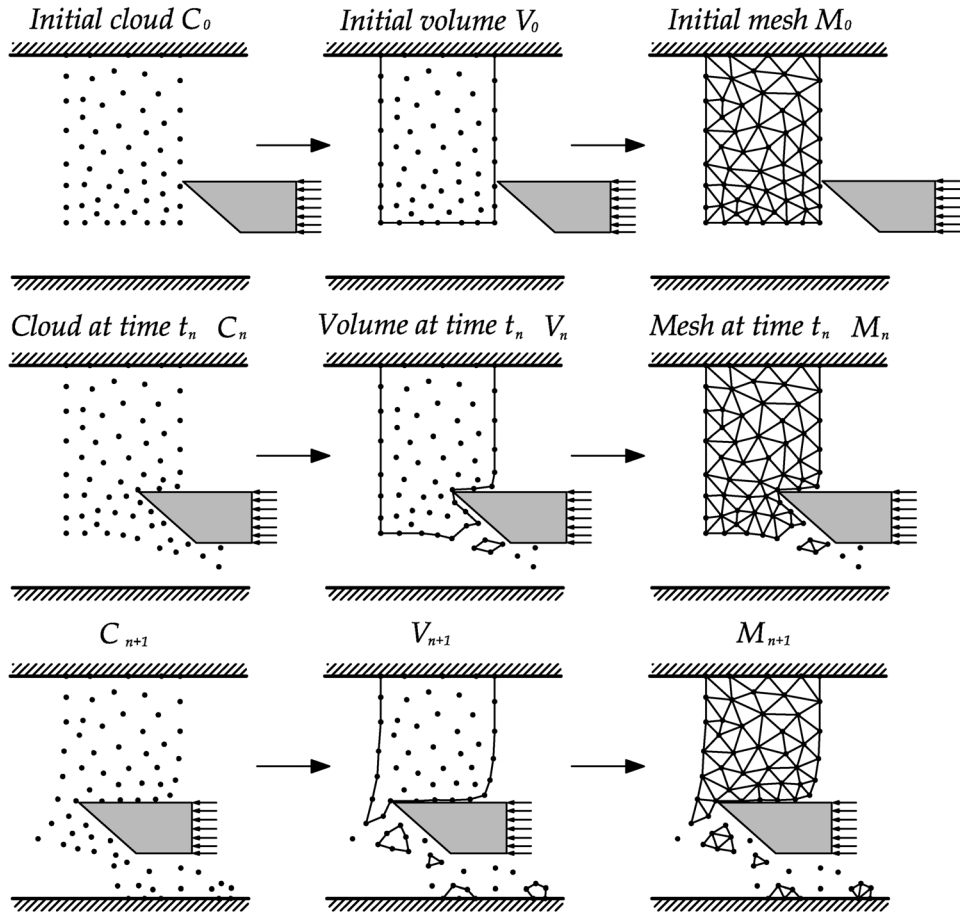 Initial cloud C₀
Initial volume V₀
Initial mesh M₀
Cloud at time tₙ Cₙ
Volume at time tₙ Vₙ
Mesh at time tₙ Mₙ
Cₙ₊₁
Vₙ₊₁
Mₙ₊₁